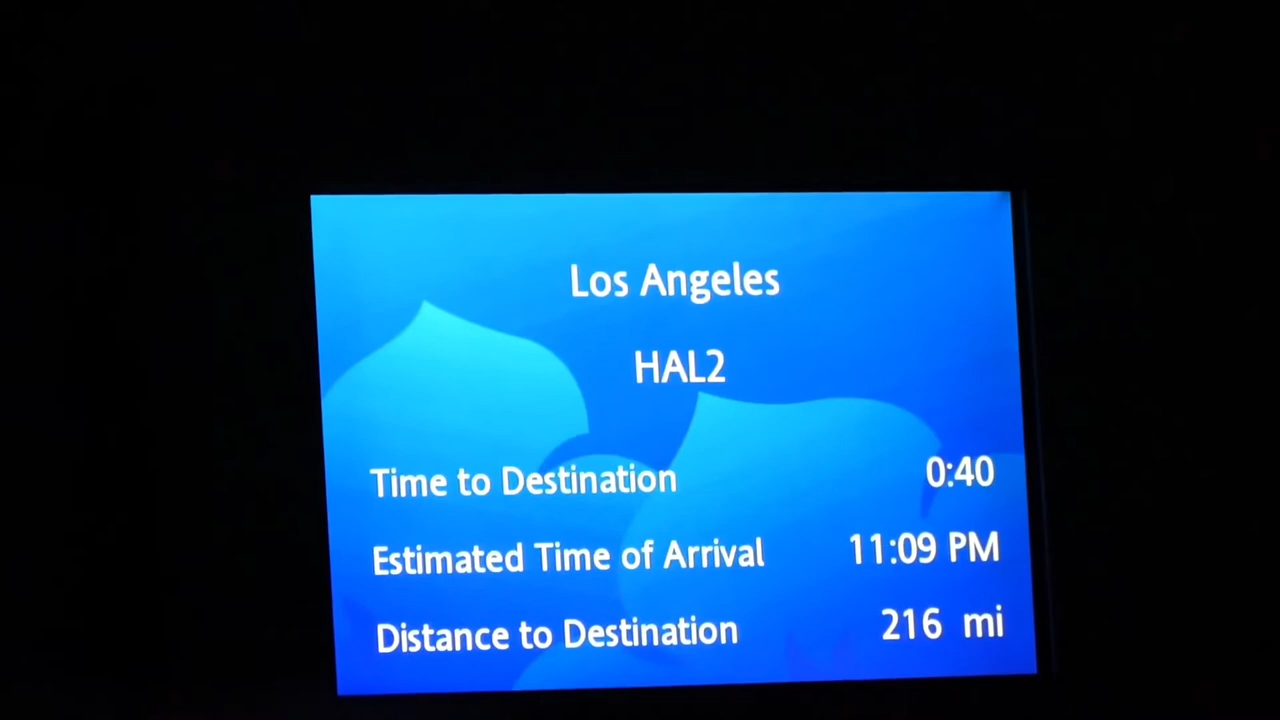 Los Angeles
HAL2
Time to Destination 0:40
Estimated Time of Arrival 11:09 PM
Distance to Destination 216 mi